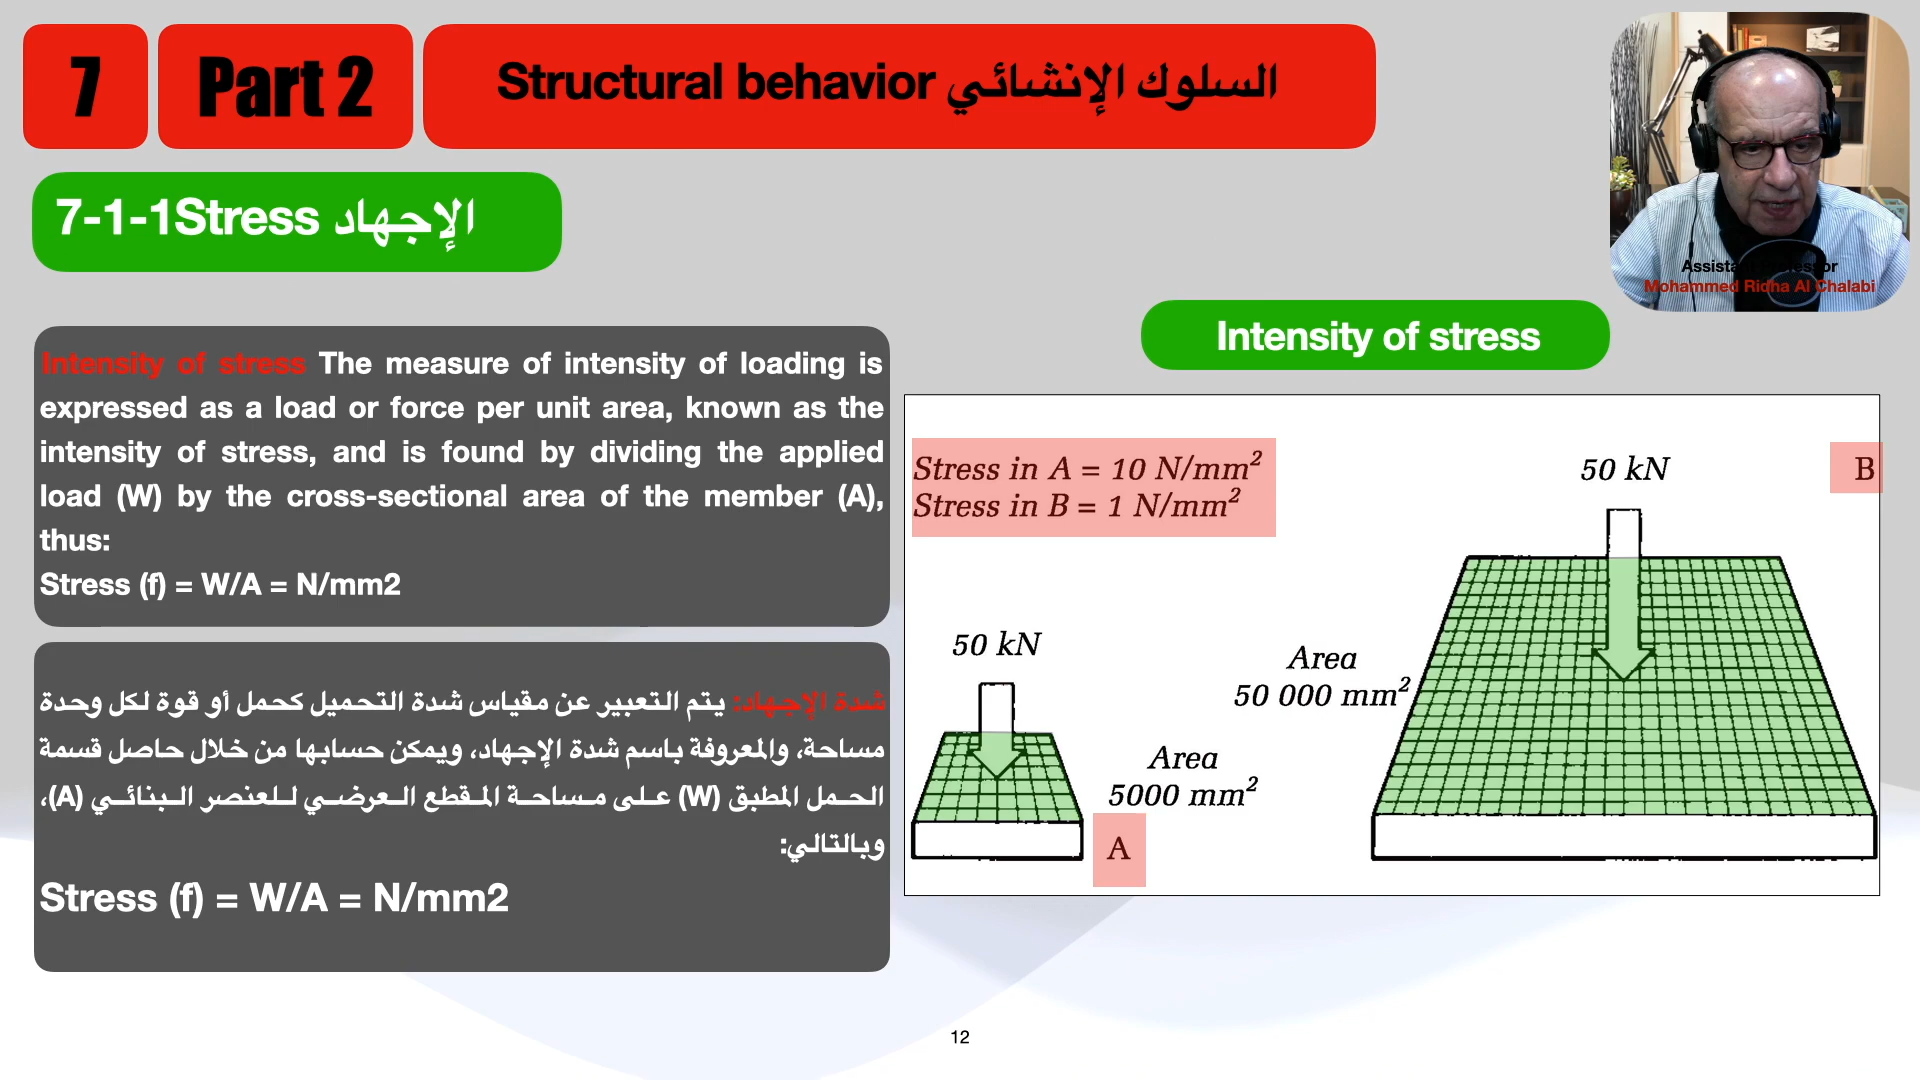 7
Part 2
Structural behavior السلوك الإنشائي
7-1-1Stress الإجهاد
Assista
Mohammed Ridha Al Chalabi
Intensity of stress
Intensity of stress The measure of intensity of loading is
expressed as a load or force per unit area, known as the
intensity of stress, and is found by dividing the applied
load (W) by the cross-sectional area of the member (A),
thus:
Stress (f) = W/A = N/mm2
شدة الإجهاد: يتم التعبير عن مقياس شدة التحميل كحمل أو قوة لكل وحدة
مساحة، والمعروفة باسم شدة الإجهاد، ويمكن حسابها من خلال حاصل قسمة
الحمل المطبق (W) على مساحة المقطع العرضي للعنصر البنائي (A)،
وبالتالي:
Stress (f) = W/A = N/mm2
Stress in A = 10 N/mm²
Stress in B = 1 N/mm²
50 kN
B
50 kN
Area
50 000 mm²
Area
5000 mm²
A
12